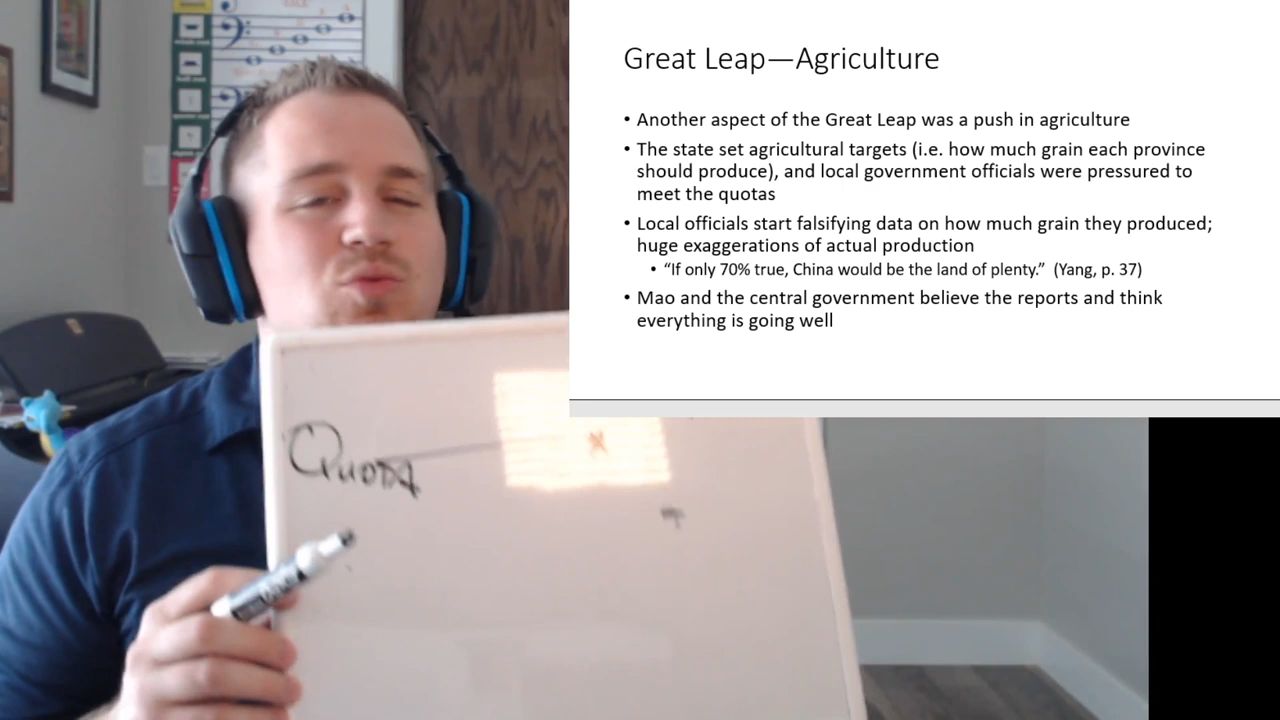 Great Leap—Agriculture
• Another aspect of the Great Leap was a push in agriculture
• The state set agricultural targets (i.e. how much grain each province
should produce), and local government officials were pressured to
meet the quotas
• Local officials start falsifying data on how much grain they produced;
huge exaggerations of actual production
• “If only 70% true, China would be the land of plenty.” (Yang, p. 37)
• Mao and the central government believe the reports and think
everything is going well
Quota
x